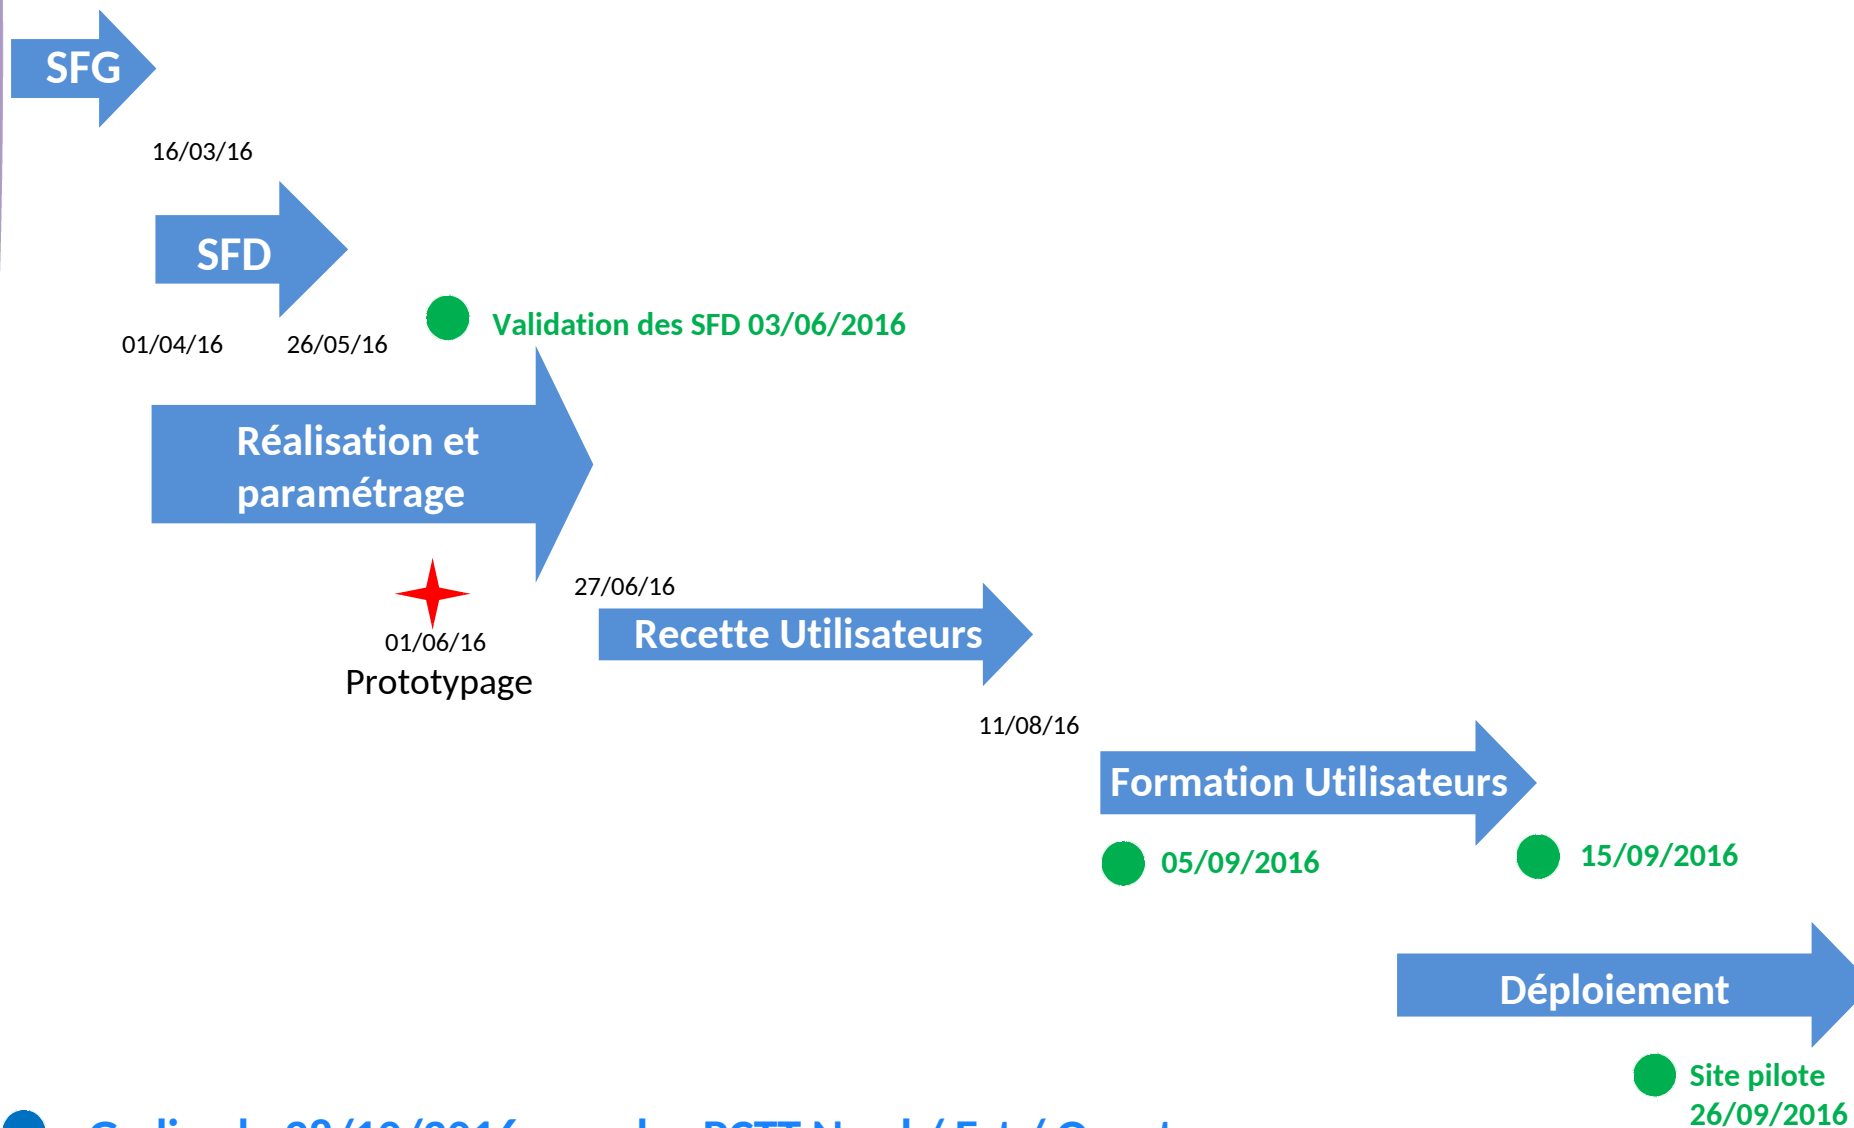 SFG
16/03/16
SFD
Validation des SFD 03/06/2016
01/04/16
26/05/16
Réalisation et
paramétrage
27/06/16
Recette Utilisateurs
01/06/16
Prototypage
11/08/16
Formation Utilisateurs
05/09/2016
15/09/2016
Déploiement
Site pilote
26/09/2016